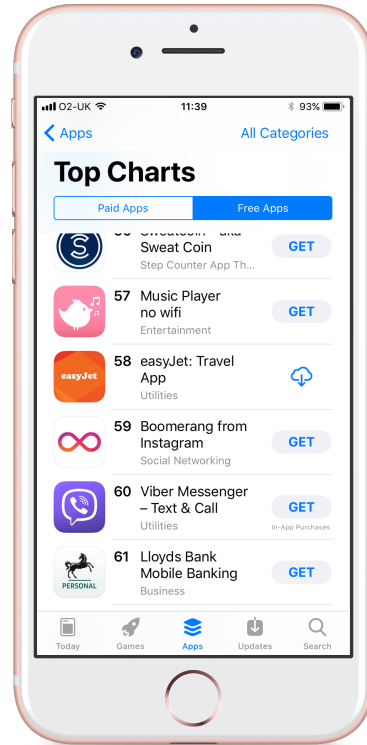 O2-UK
11:39
93%
Apps
All Categories
Top Charts
Paid Apps
Free Apps
Sweat Coin
GET
Step Counter App Th...
57 Music Player
no wifi
GET
Entertainment
easyJet
58 easyJet: Travel
App
Utilities
59 Boomerang from
Instagram
GET
Social Networking
60 Viber Messenger
– Text & Call
GET
Utilities
In-App Purchases
61 Lloyds Bank
Mobile Banking
GET
PERSONAL
Business
Today
Games
Apps
Updates
Search